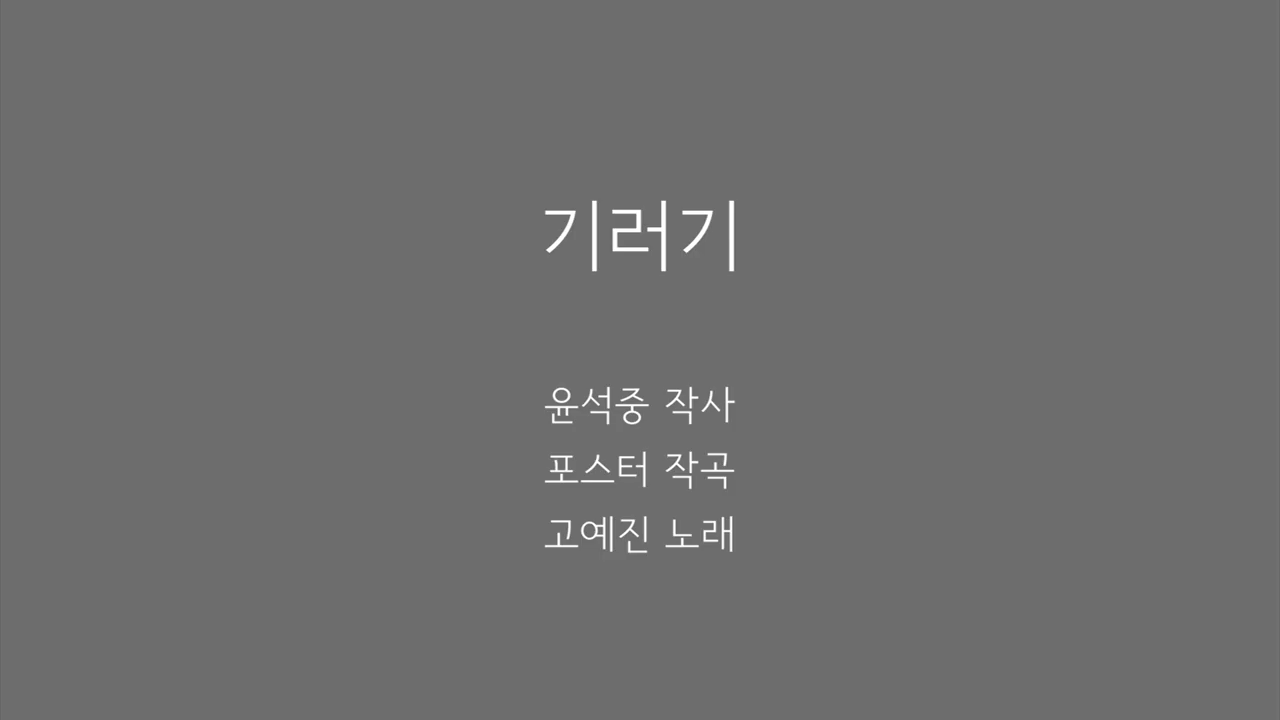 기러기
윤석중 작사
포스터 작곡
고예진 노래